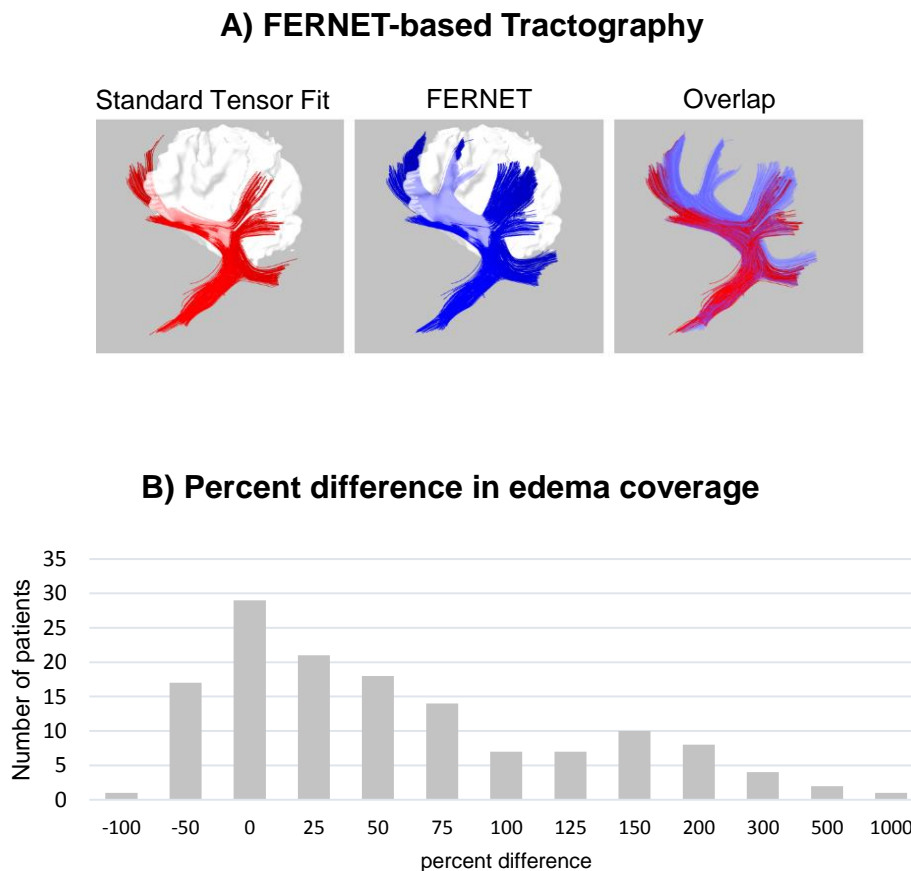 A) FERNET-based Tractography
Standard Tensor Fit FERNET Overlap
B) Percent difference in edema coverage
Number of patients
35
30
25
20
15
10
5
0
-100 -50 0 25 50 75 100 125 150 200 300 500 1000
percent difference